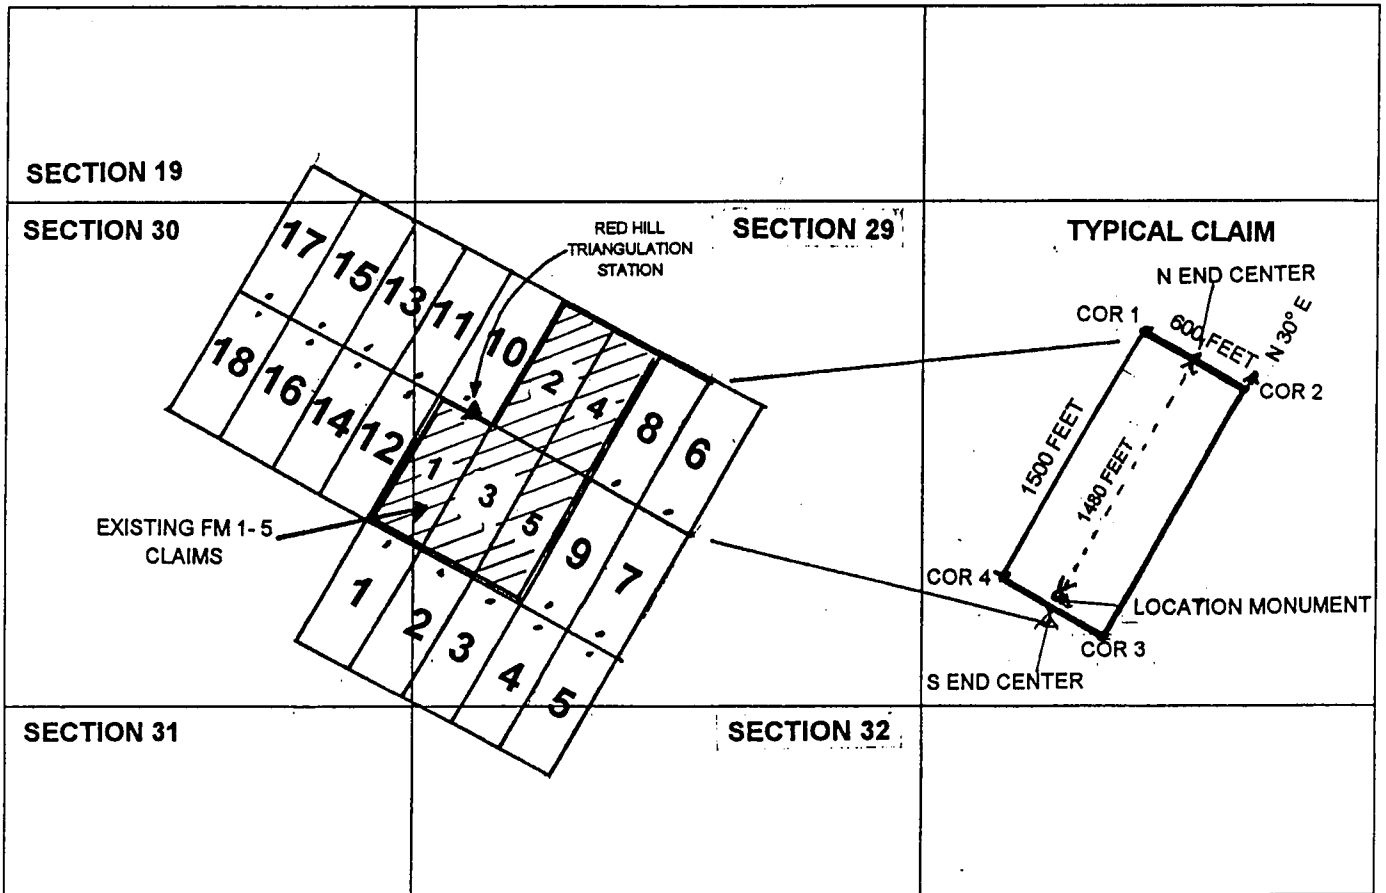 SECTION 19
SECTION 30
RED HILL
TRIANGULATION
STATION
SECTION 29
TYPICAL CLAIM
N END CENTER
COR 1
600 FEET
N 30° E
COR 2
1500 FEET
1480 FEET
COR 4
LOCATION MONUMENT
COR 3
S END CENTER
17
15
13
11
10
2
4
8
6
18
16
14
12
1
3
5
9
7
EXISTING FM 1-5
CLAIMS
1
2
3
4
5
SECTION 31
SECTION 32